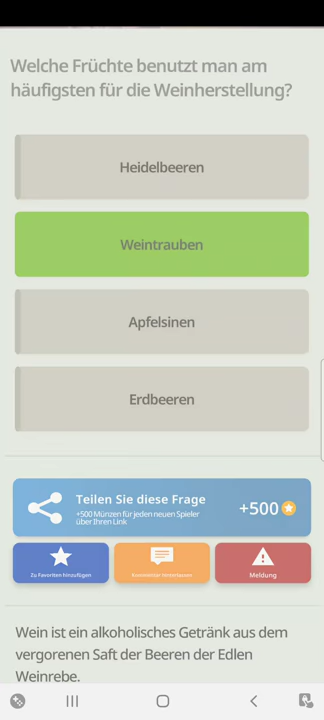 Welche Früchte benutzt man am
häufigsten für die Weinherstellung?
Heidelbeeren
Weintrauben
Apfelsinen
Erdbeeren
Teilen Sie diese Frage
+500 Münzen für jeden neuen Spieler
über Ihren Link
+500
Zu Favoriten hinzufügen
Kommentar hinterlassen
Meldung
Wein ist ein alkoholisches Getränk aus dem
vergorenen Saft der Beeren der Edlen
Weinrebe.